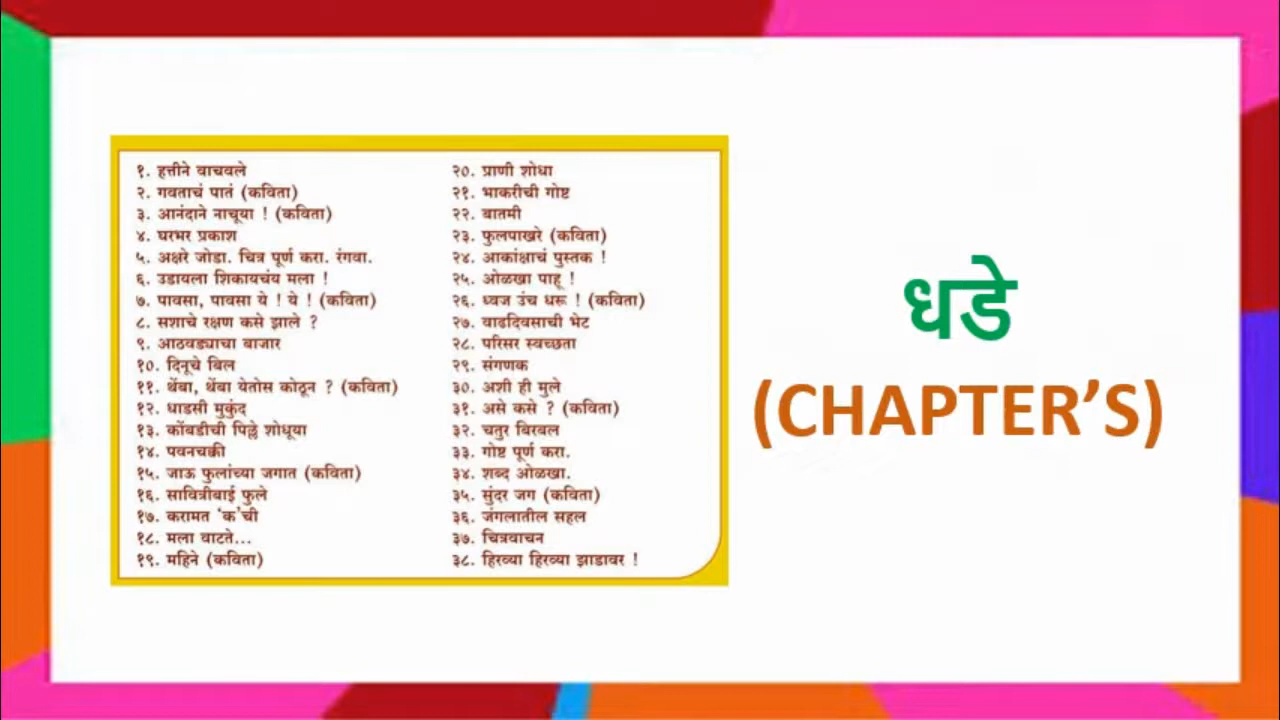 १. हत्तीने वाचवले
२. गवताचं पातं (कविता)
३. आनंदाने नाचूया ! (कविता)
४. घरभर प्रकाश
५. अक्षरे जोडा. चित्र पूर्ण करा. रंगवा.
६. उडायला शिकायचंय मला !
७. पावसा, पावसा ये ! ये ! (कविता)
८. सशाचे रक्षण कसे झाले ?
९. आठवड्याचा बाजार
१०. दिनूचे बिल
११. थेंबा, थेंबा येतोस कोठून ? (कविता)
१२. धाडसी मुकुंद
१३. कोंबडीची पिल्ले शोधूया
१४. पवनचक्की
१५. जाऊ फुलांच्या जगात (कविता)
१६. सावित्रीबाई फुले
१७. करामत ‘क’ची
१८. मला वाटते...
१९. महिने (कविता)
२०. प्राणी शोधा
२१. भाकरीची गोष्ट
२२. बातमी
२३. फुलपाखरे (कविता)
२४. आकांक्षाचं पुस्तक !
२५. ओळखा पाहू !
२६. ध्वज उंच धरू ! (कविता)
२७. वाढदिवसाची भेट
२८. परिसर स्वच्छता
२९. संगणक
३०. अशी ही मुले
३१. असे कसे ? (कविता)
३२. चतुर बिरबल
३३. गोष्ट पूर्ण करा.
३४. शब्द ओळखा.
३५. सुंदर जग (कविता)
३६. जंगलातील सहल
३७. चित्रवाचन
३८. हिरव्या हिरव्या झाडावर !
धडे
(CHAPTER’S)